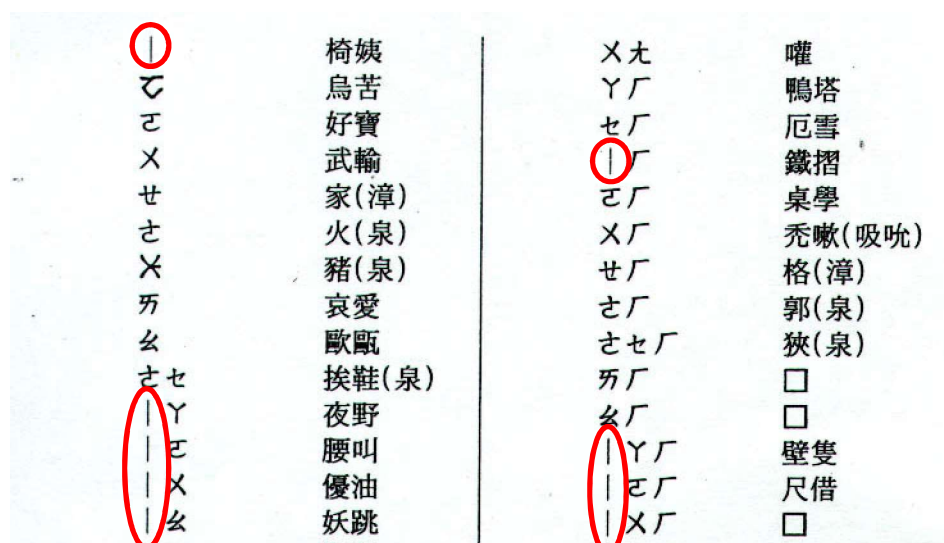 ㄧ 椅姨
ㆦ 烏苦
ㄛ 好寶
ㄨ 武輸
ㄝ 家(漳)
ㄜ 火(泉)
ㆨ 豬(泉)
ㄞ 哀愛
ㄠ 歐甌
ㄜㆤ 挨鞋(泉)
ㄧㄚ 夜野
ㄧㄛ 腰叫
ㄧㄨ 優油
ㄧㄠ 妖跳
ㄨㄤ 嚾
ㄚㄏ 鴨塔
ㆤㄏ 厄雪
ㄧㄏ 鐵摺
ㄛㄏ 桌學
ㄨㄏ 禿嗽(吸吮)
ㄝㄏ 格(漳)
ㄜㄏ 郭(泉)
ㄜㆤㄏ 狹(泉)
ㄞㄏ □
ㄠㄏ □
ㄧㄚㄏ 壁隻
ㄧㄛㄏ 尺借
ㄧㄨㄏ □